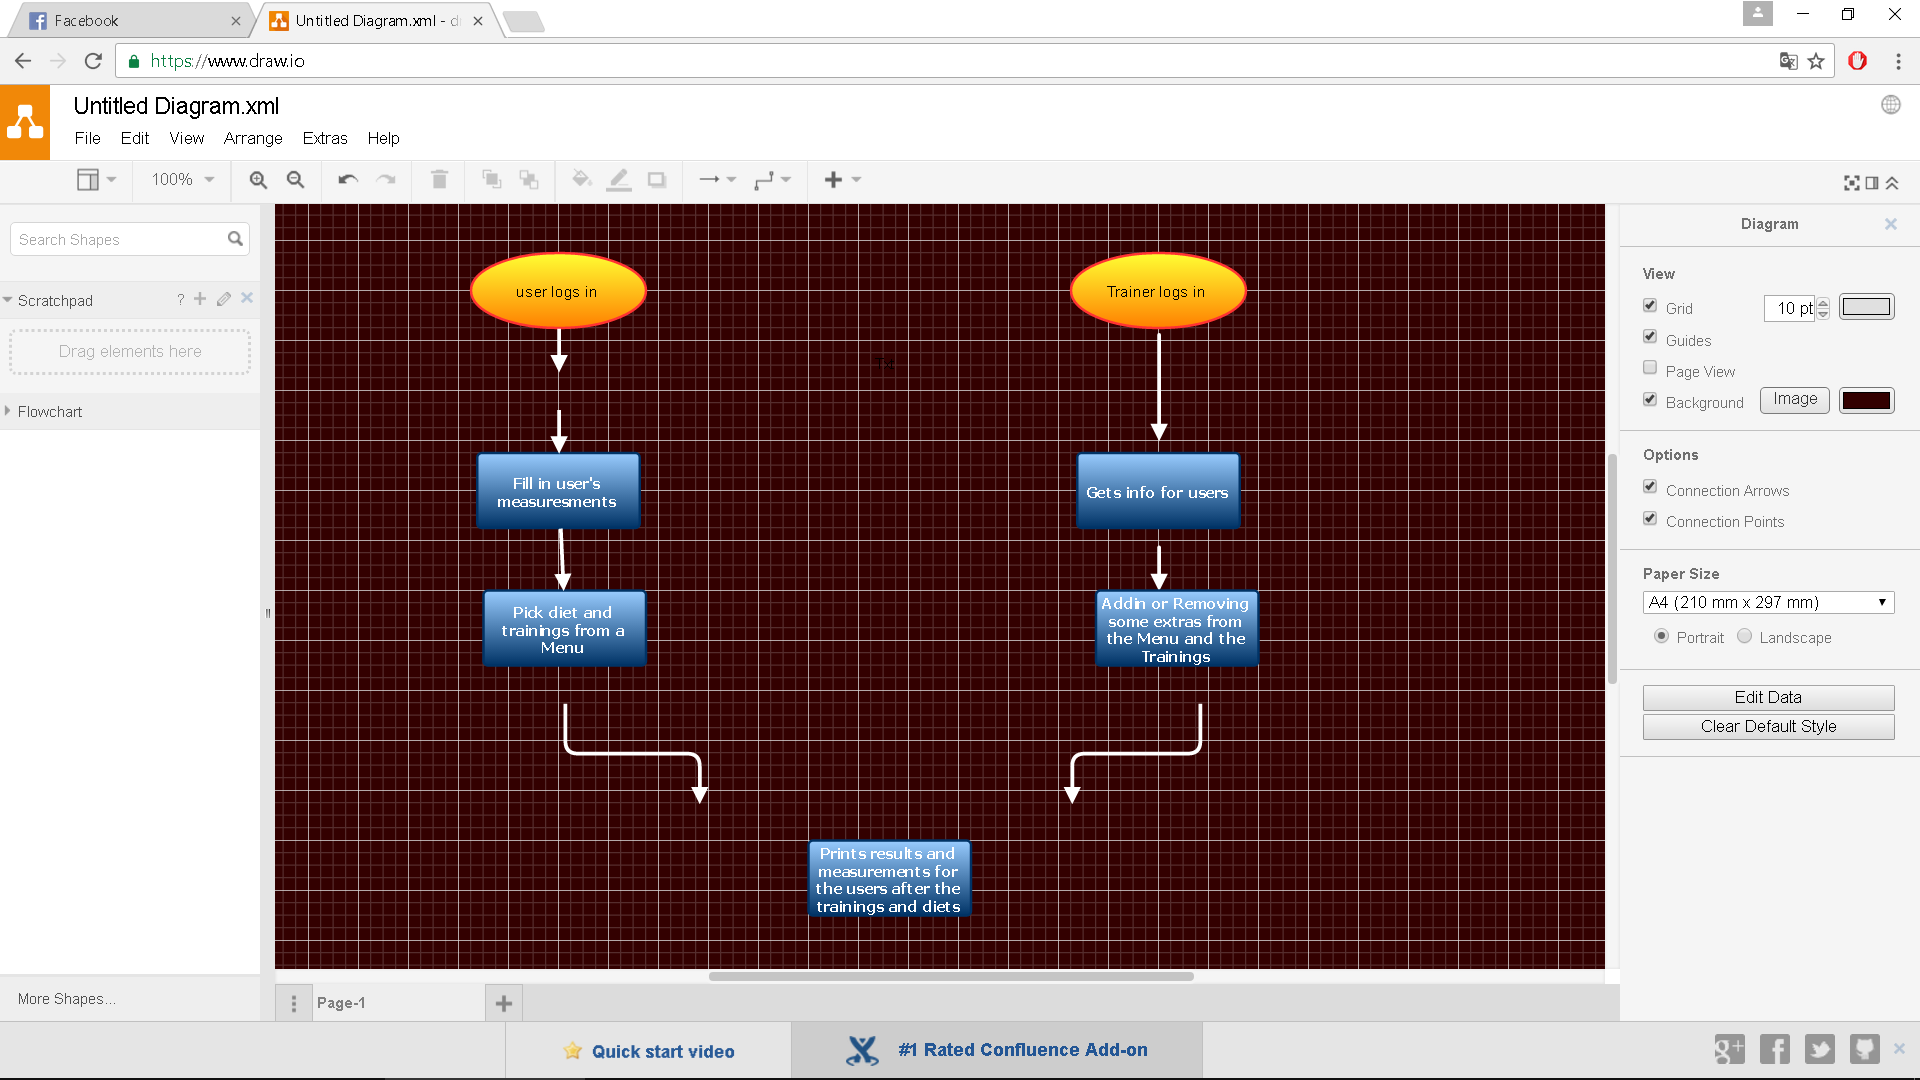 Facebook
Untitled Diagram.xml - d
https://www.draw.io
Untitled Diagram.xml
File Edit View Arrange Extras Help
100%
Search Shapes
Scratchpad
?
Drag elements here
Flowchart
More Shapes...
user logs in
Trainer logs in
Fill in user's
measuresments
Gets info for users
Pick diet and
trainings from a
Menu
Addin or Removing
some extras from
the Menu and the
Trainings
Prints results and
measurements for
the users after the
trainings and diets
Diagram
View
Grid 10 pt
Guides
Page View
Background Image
Options
Connection Arrows
Connection Points
Paper Size
A4 (210 mm x 297 mm)
Portrait Landscape
Edit Data
Clear Default Style
Page-1
Quick start video
#1 Rated Confluence Add-on